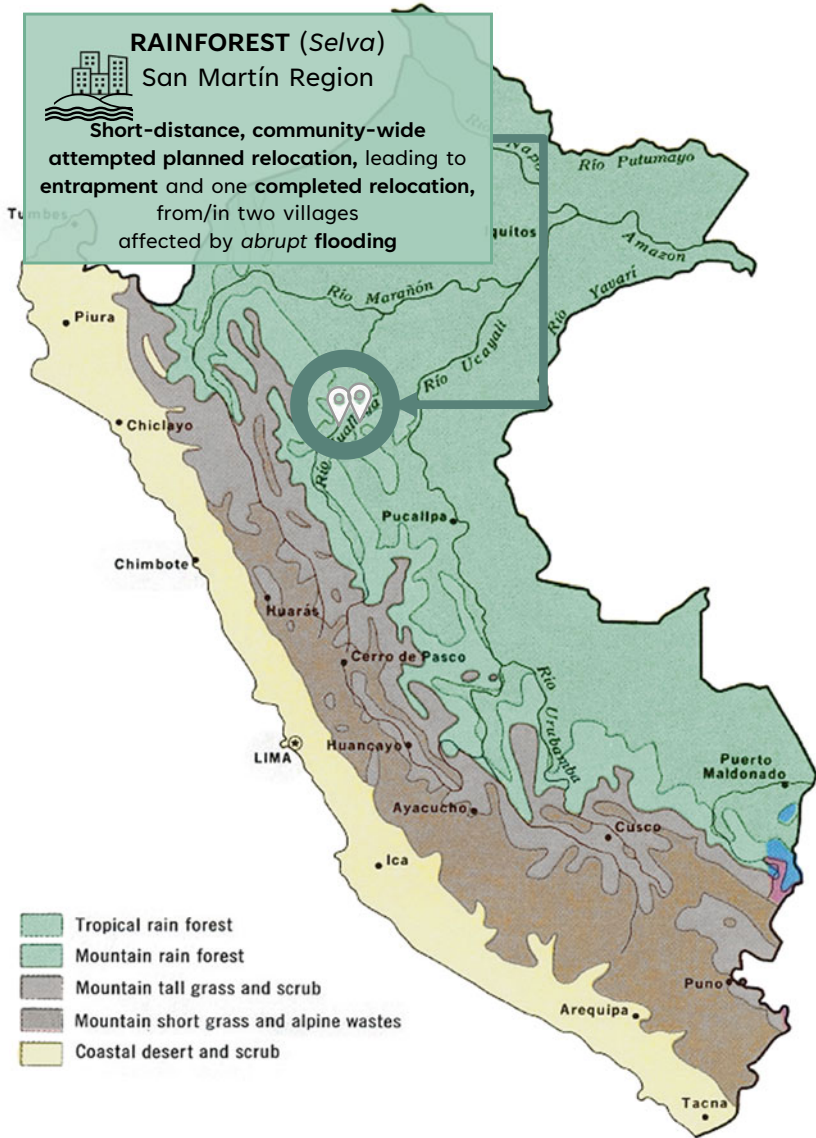 RAINFOREST (Selva)
San Martín Region
Short-distance, community-wide
attempted planned relocation, leading to
entrapment and one completed relocation,
from/in two villages
affected by abrupt flooding
Tumbes
Napo
Río Putumayo
Iquitos
Amazon
Río Yavarí
Río Marañón
Río Ucayali
Piura
Río
Chiclayo
Pucallpa
Chimbote
Huarás
Cerro de Pasco
Río Urubamba
LIMA
Huancayo
Puerto
Maldonado
Ayacucho
Cusco
Ica
Tropical rain forest
Mountain rain forest
Mountain tall grass and scrub
Puno
Mountain short grass and alpine wastes
Arequipa
Coastal desert and scrub
Tacna